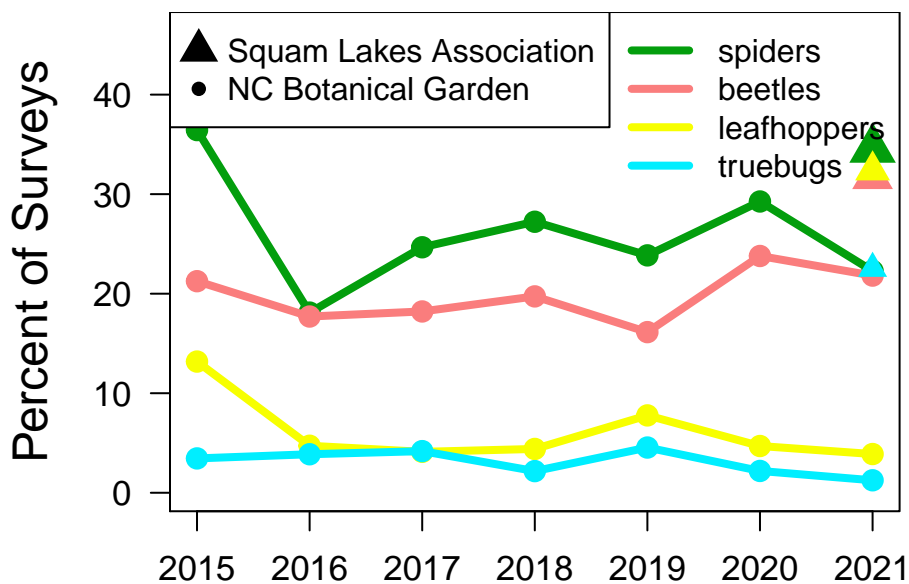 Percent of Surveys
40
30
20
10
0
Squam Lakes Association
NC Botanical Garden
spiders
beetles
leafhoppers
truebugs
2015 2016 2017 2018 2019 2020 2021